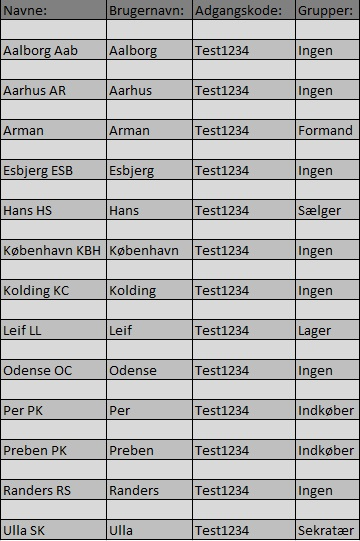 Navne: Brugernavn: Adgangskode: Grupper:
Aalborg Aab Aalborg Test1234 Ingen
Aarhus AR Aarhus Test1234 Ingen
Arman Arman Test1234 Formand
Esbjerg ESB Esbjerg Test1234 Ingen
Hans HS Hans Test1234 Sælger
København KBH København Test1234 Ingen
Kolding KC Kolding Test1234 Ingen
Leif LL Leif Test1234 Lager
Odense OC Odense Test1234 Ingen
Per PK Per Test1234 Indkøber
Preben PK Preben Test1234 Indkøber
Randers RS Randers Test1234 Ingen
Ulla SK Ulla Test1234 Sekratær